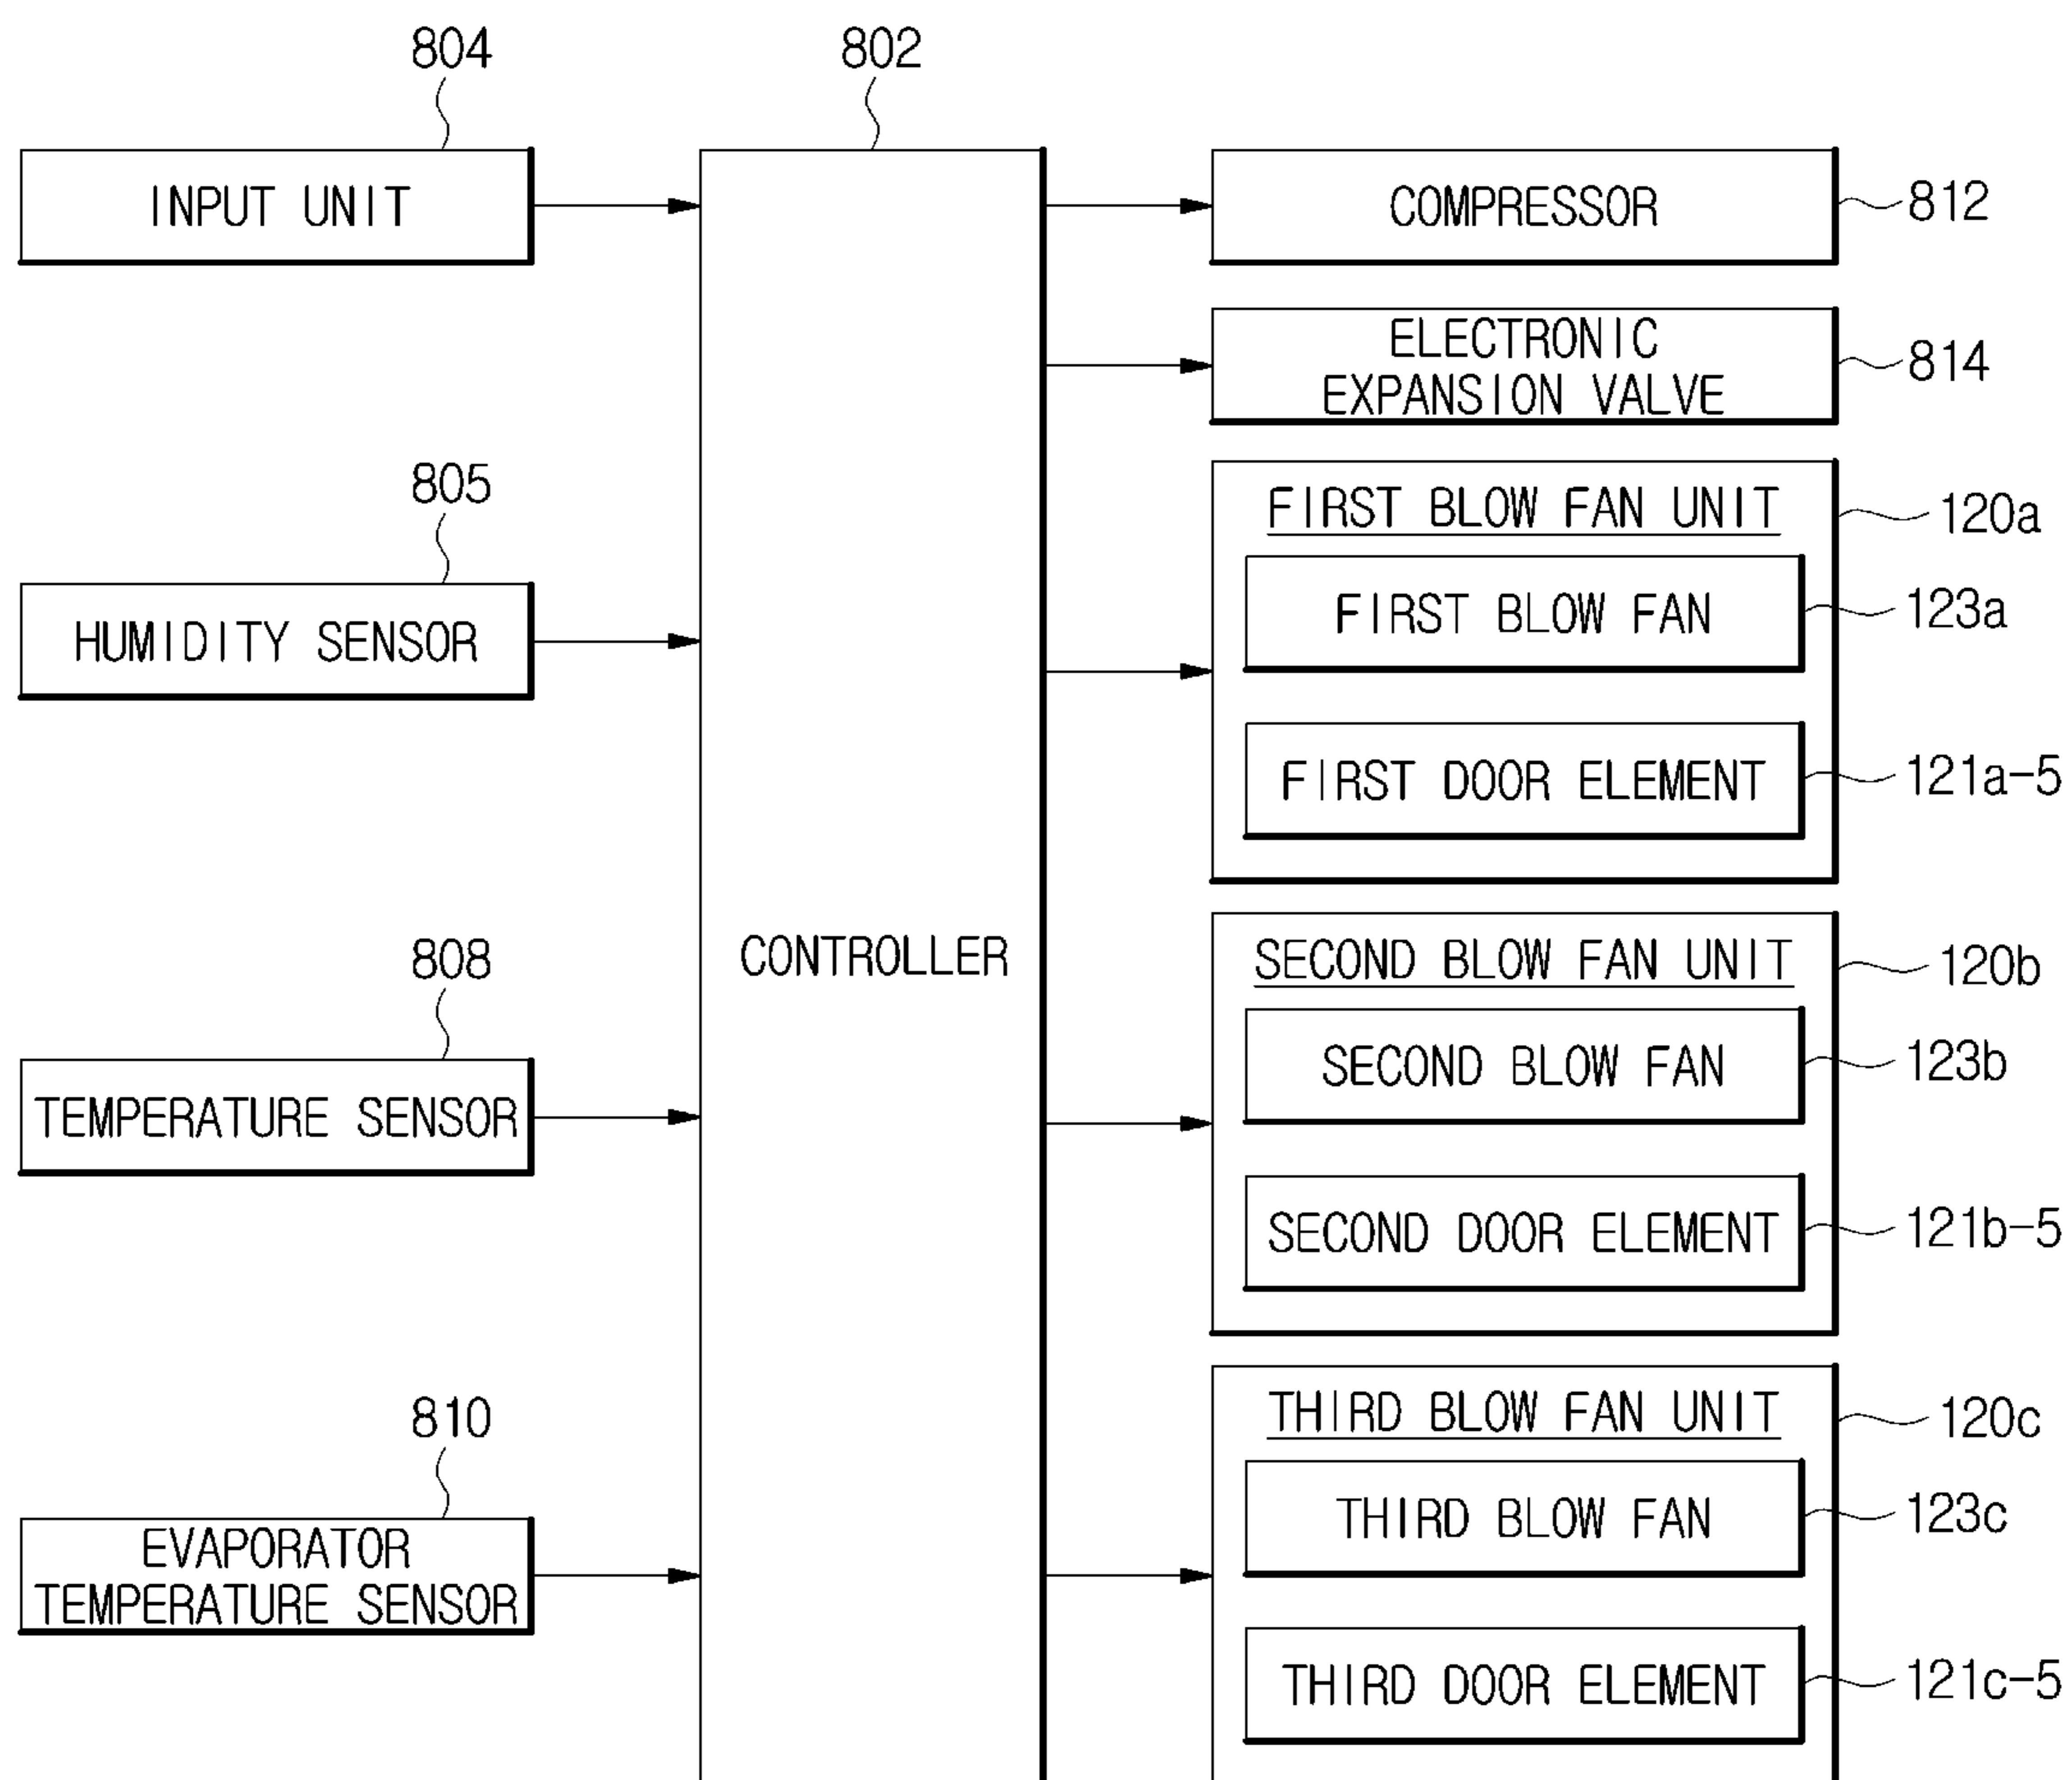 804
802
INPUT UNIT
COMPRESSOR
812
ELECTRONIC
EXPANSION VALVE
814
805
HUMIDITY SENSOR
FIRST BLOW FAN UNIT
120a
FIRST BLOW FAN
123a
FIRST DOOR ELEMENT
121a-5
808
TEMPERATURE SENSOR
CONTROLLER
SECOND BLOW FAN UNIT
120b
SECOND BLOW FAN
123b
SECOND DOOR ELEMENT
121b-5
810
EVAPORATOR
TEMPERATURE SENSOR
THIRD BLOW FAN UNIT
120c
THIRD BLOW FAN
123c
THIRD DOOR ELEMENT
121c-5